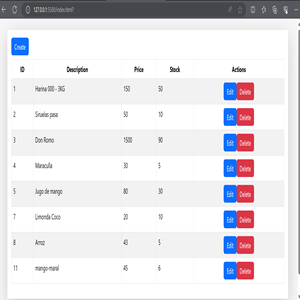 127.0.0.1:5500/index.html?
Create
ID Description Price Stock Actions
1 Harina 000 - 3KG 150 50 Edit Delete
2 Siruelas pasa 50 10 Edit Delete
3 Don Romo 1500 90 Edit Delete
4 Maracuña 30 5 Edit Delete
5 Jugo de mango 80 30 Edit Delete
7 Limonda Coco 20 10 Edit Delete
8 Arroz 43 5 Edit Delete
11 mango-maral 45 6 Edit Delete